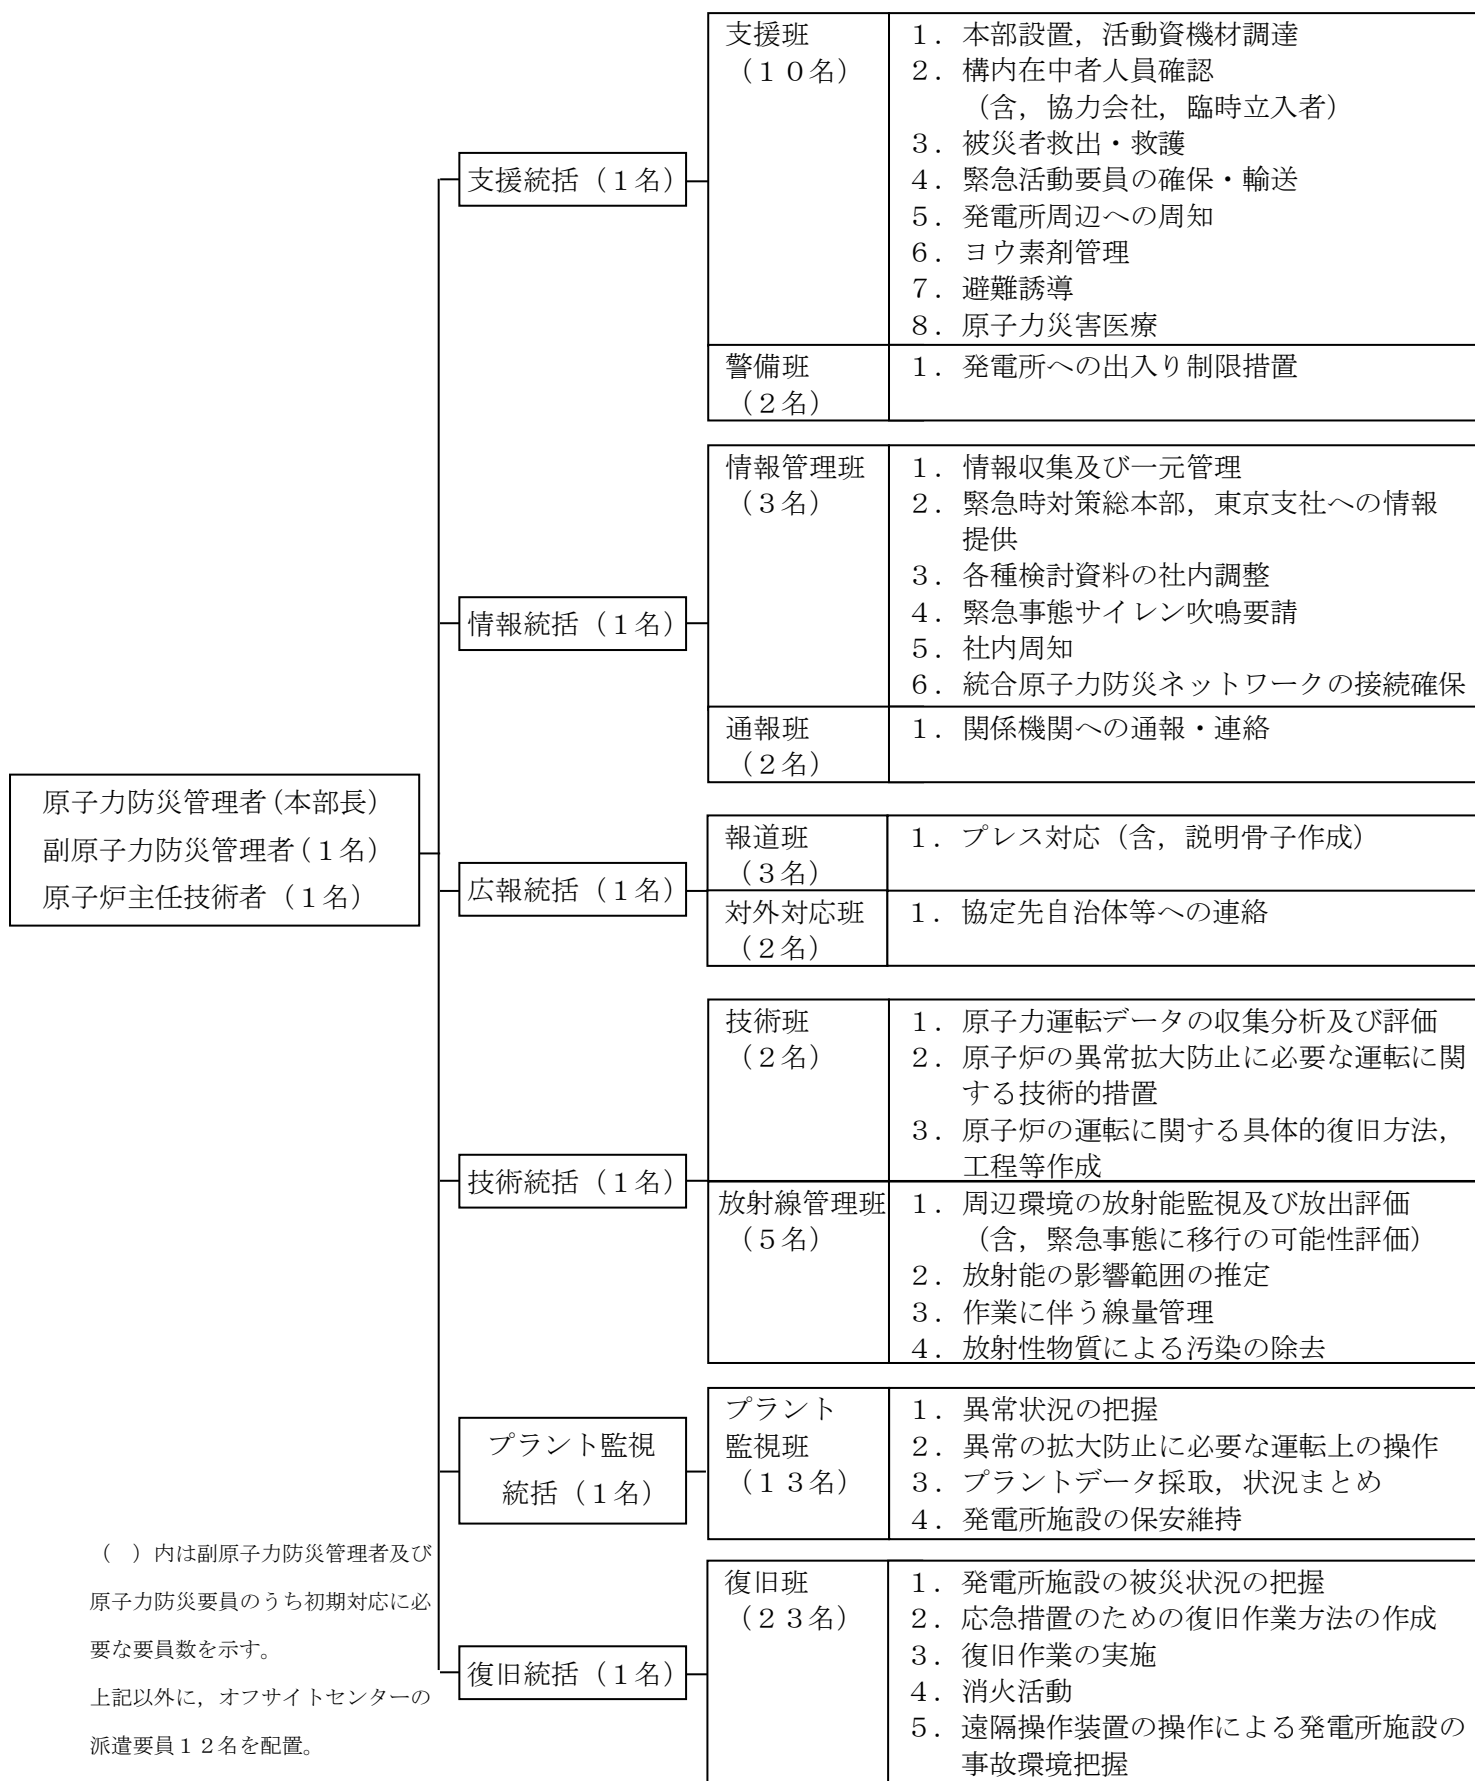 支援班
(１０名)
１．本部設置，活動資機材調達
２．構内在中者人員確認
（含，協力会社，臨時立入者）
３．被災者救出・救護
４．緊急活動要員の確保・輸送
５．発電所周辺への周知
６．ヨウ素剤管理
７．避難誘導
８．原子力災害医療
支援統括（１名）
警備班
（２名）
１．発電所への出入り制限措置
情報管理班
（３名）
１．情報収集及び一元管理
２．緊急時対策総本部，東京支社への情報
提供
３．各種検討資料の社内調整
４．緊急事態サイレン吹鳴要請
５．社内周知
６．統合原子力防災ネットワークの接続確保
情報統括（１名）
通報班
（２名）
１．関係機関への通報・連絡
原子力防災管理者(本部長)
副原子力防災管理者(１名)
原子炉主任技術者（１名）
報道班
（３名）
１．プレス対応（含，説明骨子作成）
広報統括（１名）
対外対応班
（２名）
１．協定先自治体等への連絡
技術班
（２名）
１．原子力運転データの収集分析及び評価
２．原子炉の異常拡大防止に必要な運転に関
する技術的措置
３．原子炉の運転に関する具体的復旧方法，
工程等作成
技術統括（１名）
放射線管理班
（５名）
１．周辺環境の放射能監視及び放出評価
（含，緊急事態に移行の可能性評価）
２．放射能の影響範囲の推定
３．作業に伴う線量管理
４．放射性物質による汚染の除去
プラント監視
統括（１名）
プラント
監視班
（１３名）
１．異常状況の把握
２．異常の拡大防止に必要な運転上の操作
３．プラントデータ採取，状況まとめ
４．発電所施設の保安維持
（　）内は副原子力防災管理者及び
原子力防災要員のうち初期対応に必
要な要員数を示す。
上記以外に，オフサイトセンターの
派遣要員１２名を配置。
復旧統括（１名）
復旧班
（２３名）
１．発電所施設の被災状況の把握
２．応急措置のための復旧作業方法の作成
３．復旧作業の実施
４．消火活動
５．遠隔操作装置の操作による発電所施設の
事故環境把握